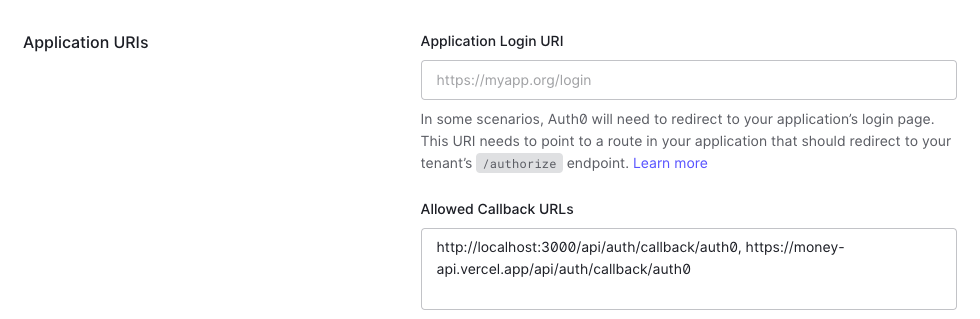 Application URIs
Application Login URI
https://myapp.org/login
In some scenarios, Auth0 will need to redirect to your application’s login page.
This URI needs to point to a route in your application that should redirect to your
tenant’s /authorize endpoint. Learn more
Allowed Callback URLs
http://localhost:3000/api/auth/callback/auth0, https://money-
api.vercel.app/api/auth/callback/auth0